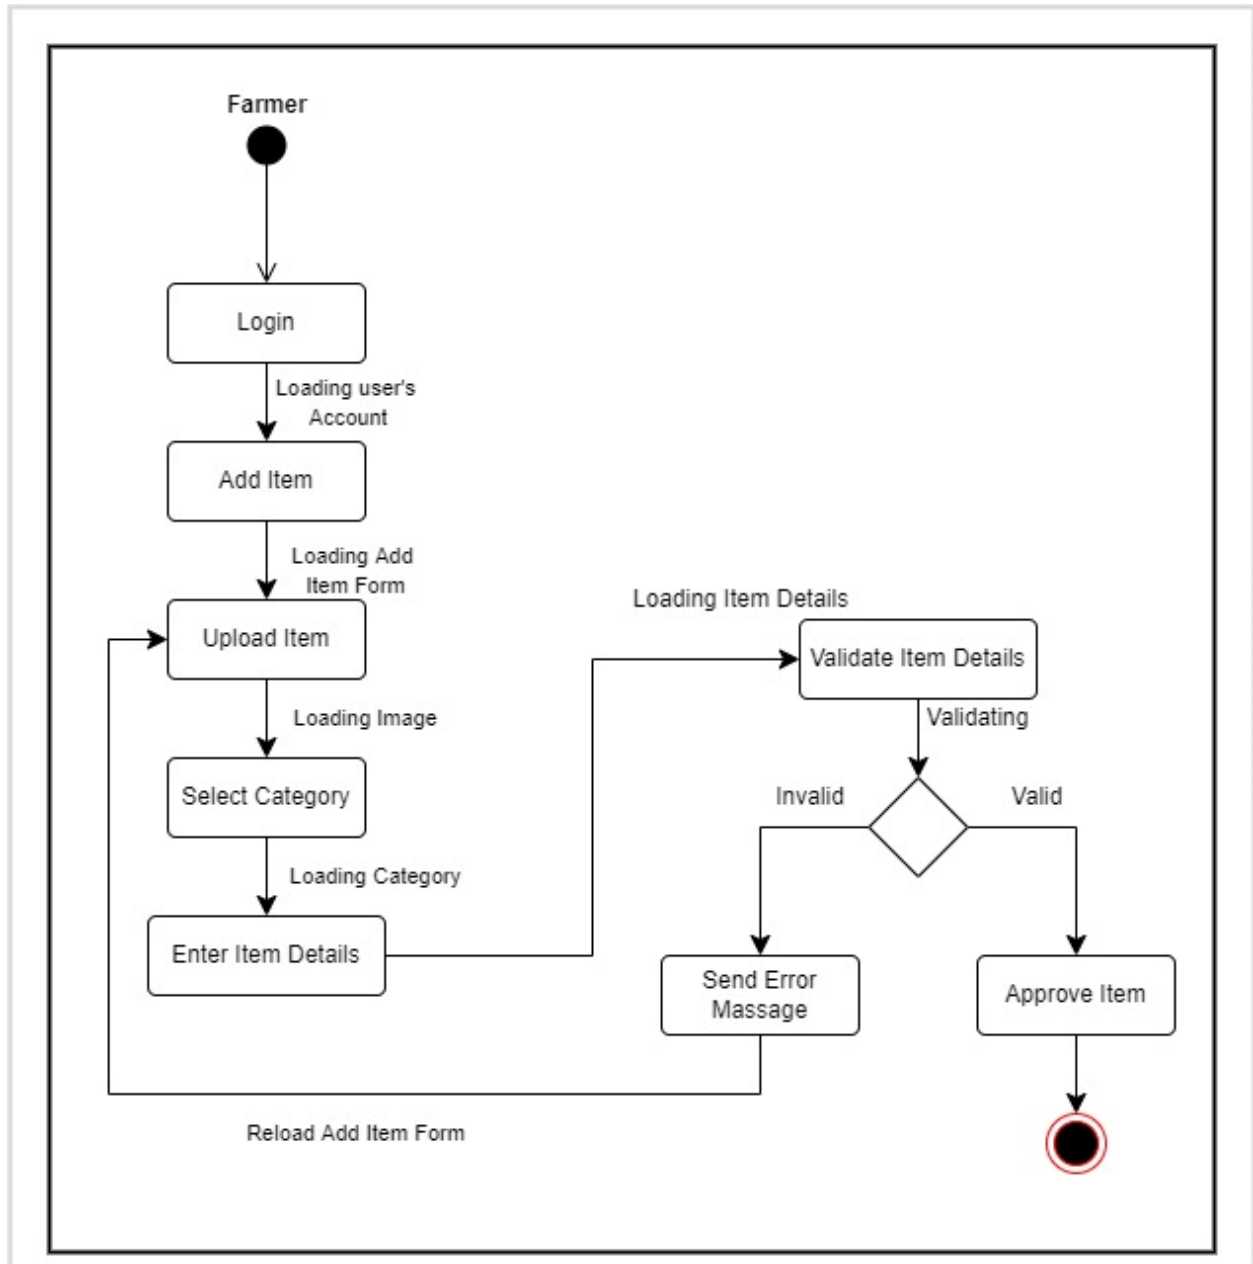 Farmer
Login
Loading user's
Account
Add Item
Loading Add
Item Form
Upload Item
Loading Image
Select Category
Loading Category
Enter Item Details
Loading Item Details
Validate Item Details
Validating
Invalid
Valid
Send Error
Massage
Approve Item
Reload Add Item Form